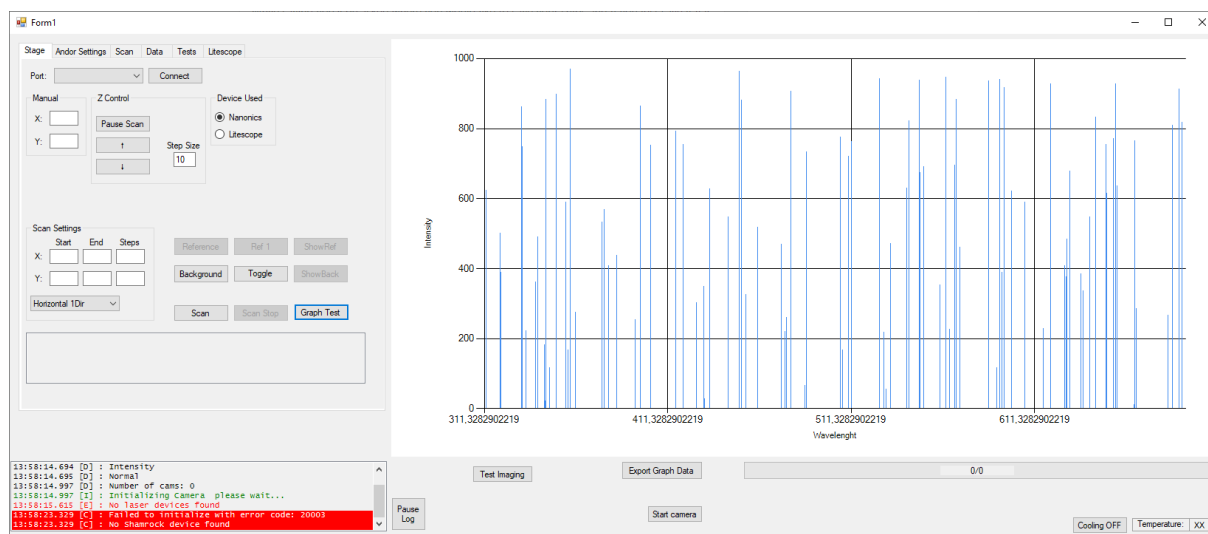 Form1
Stage Andor Settings Scan Data Tests Litescope
Port: Connect
Manual Z Control Device Used
X: Pause Scan Nanonics
Y: ↑ Step Size Litescope
↓ 10
Scan Settings
Start End Steps
X: Reference Ref 1 ShowRef
Y: Background Toggle ShowBack
Horizontal 1Dir Scan Scan Stop Graph Test
1000
800
600
400
200
0
Intensity
311.3282902219 411.3282902219 511.3282902219 611.3282902219
Wavelenght
13:58:14.694 [D] : Intensity
13:58:14.695 [D] : Normal
13:58:14.997 [D] : Number of cams: 0
13:58:14.997 [I] : Initializing Camera please wait...
13:58:15.615 [E] : No laser devices found
13:58:23.329 [C] : Failed to initialize with error code: 20003
13:58:23.329 [C] : No Shamrock device found
Pause
Log
Test Imaging Export Graph Data 0/0
Start camera
Cooling OFF Temperature: XX